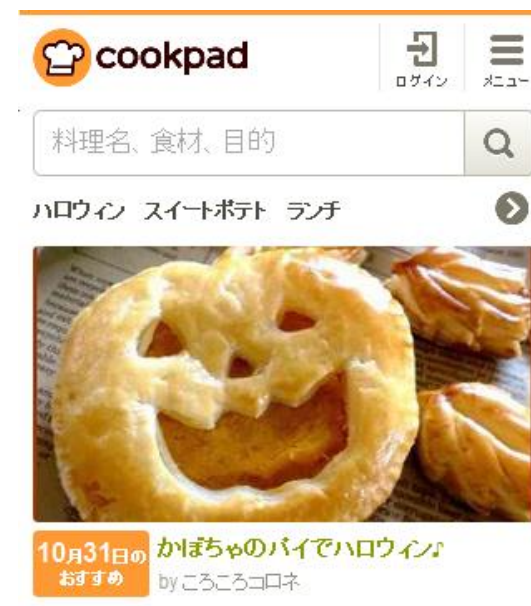 cookpad
ログイン
メニュー
料理名、食材、目的
ハロウィン スイートポテト ランチ
10月31日の
おすすめ
かぼちゃのパイでハロウィン♪
by ころころコロネ